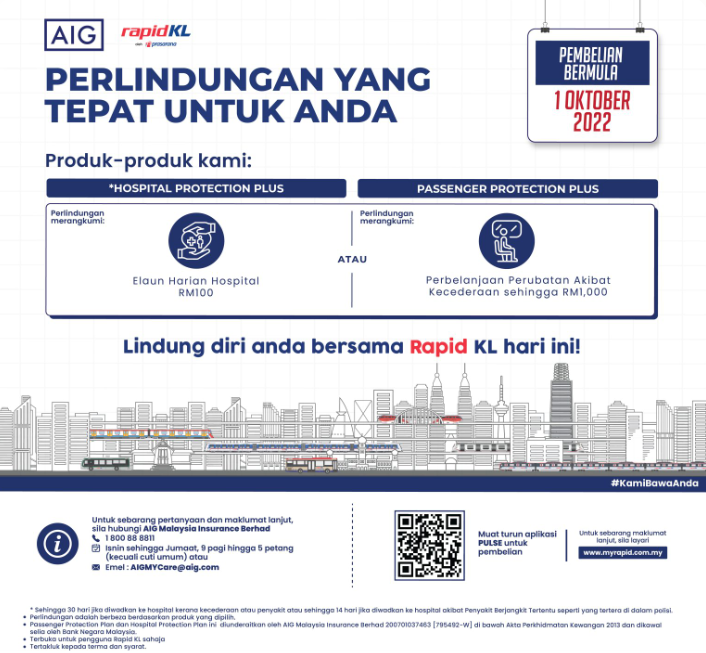 AIG
rapidKL
prasarana
PERLINDUNGAN YANG
TEPAT UNTUK ANDA
PEMBELIAN
BERMULA
1 OKTOBER
2022
Produk-produk kami:
*HOSPITAL PROTECTION PLUS
Perlindungan
merangkumi:
Elaun Harian Hospital
RM100
ATAU
PASSENGER PROTECTION PLUS
Perlindungan
merangkumi:
Perbelanjaan Perubatan Akibat
Kecederaan sehingga RM1,000
Lindung diri anda bersama Rapid KL hari ini!
#KamiBawaAnda
Untuk sebarang pertanyaan dan maklumat lanjut,
sila hubungi AIG Malaysia Insurance Berhad
1 800 88 8811
Isnin sehingga Jumaat, 9 pagi hingga 5 petang
(kecuali cuti umum) atau
Emel : AIGMYCare@aig.com
Muat turun aplikasi
PULSE untuk
pembelian
Untuk sebarang maklumat
lanjut, sila layari
www.myrapid.com.my
* Sehingga 30 hari jika diwadkan ke hospital kerana kecederaan atau penyakit atau sehingga 14 hari jika diwadkan ke hospital akibat Penyakit Berjangkit Tertentu seperti yang tertera di dalam polisi.
• Perlindungan adalah berbeza berdasarkan produk yang dipilih.
• Passenger Protection Plan dan Hospital Protection Plan ini diunderaitkan oleh AIG Malaysia Insurance Berhad 200701037463 [795492-W] di bawah Akta Perkhidmatan Kewangan 2013 dan dikawal
selia oleh Bank Negara Malaysia.
• Terbuka untuk pengguna Rapid KL sahaja
• Tertakluk kepada terma dan syarat.